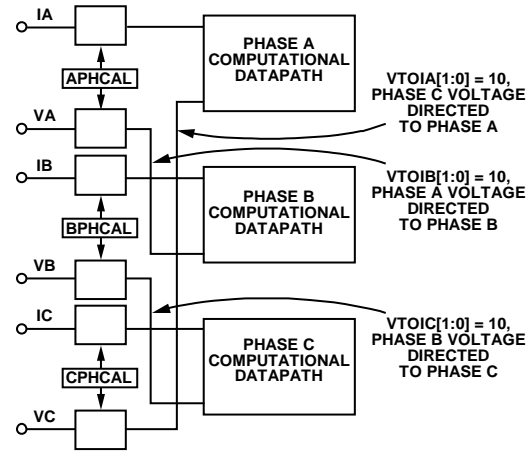 IA
APHCAL
VA
IB
BPHCAL
VB
IC
CPHCAL
VC
PHASE A
COMPUTATIONAL
DATAPATH
PHASE B
COMPUTATIONAL
DATAPATH
PHASE C
COMPUTATIONAL
DATAPATH
VTOIA[1:0] = 10,
PHASE C VOLTAGE
DIRECTED
TO PHASE A
VTOIB[1:0] = 10,
PHASE A VOLTAGE
DIRECTED
TO PHASE B
VTOIC[1:0] = 10,
PHASE B VOLTAGE
DIRECTED
TO PHASE C